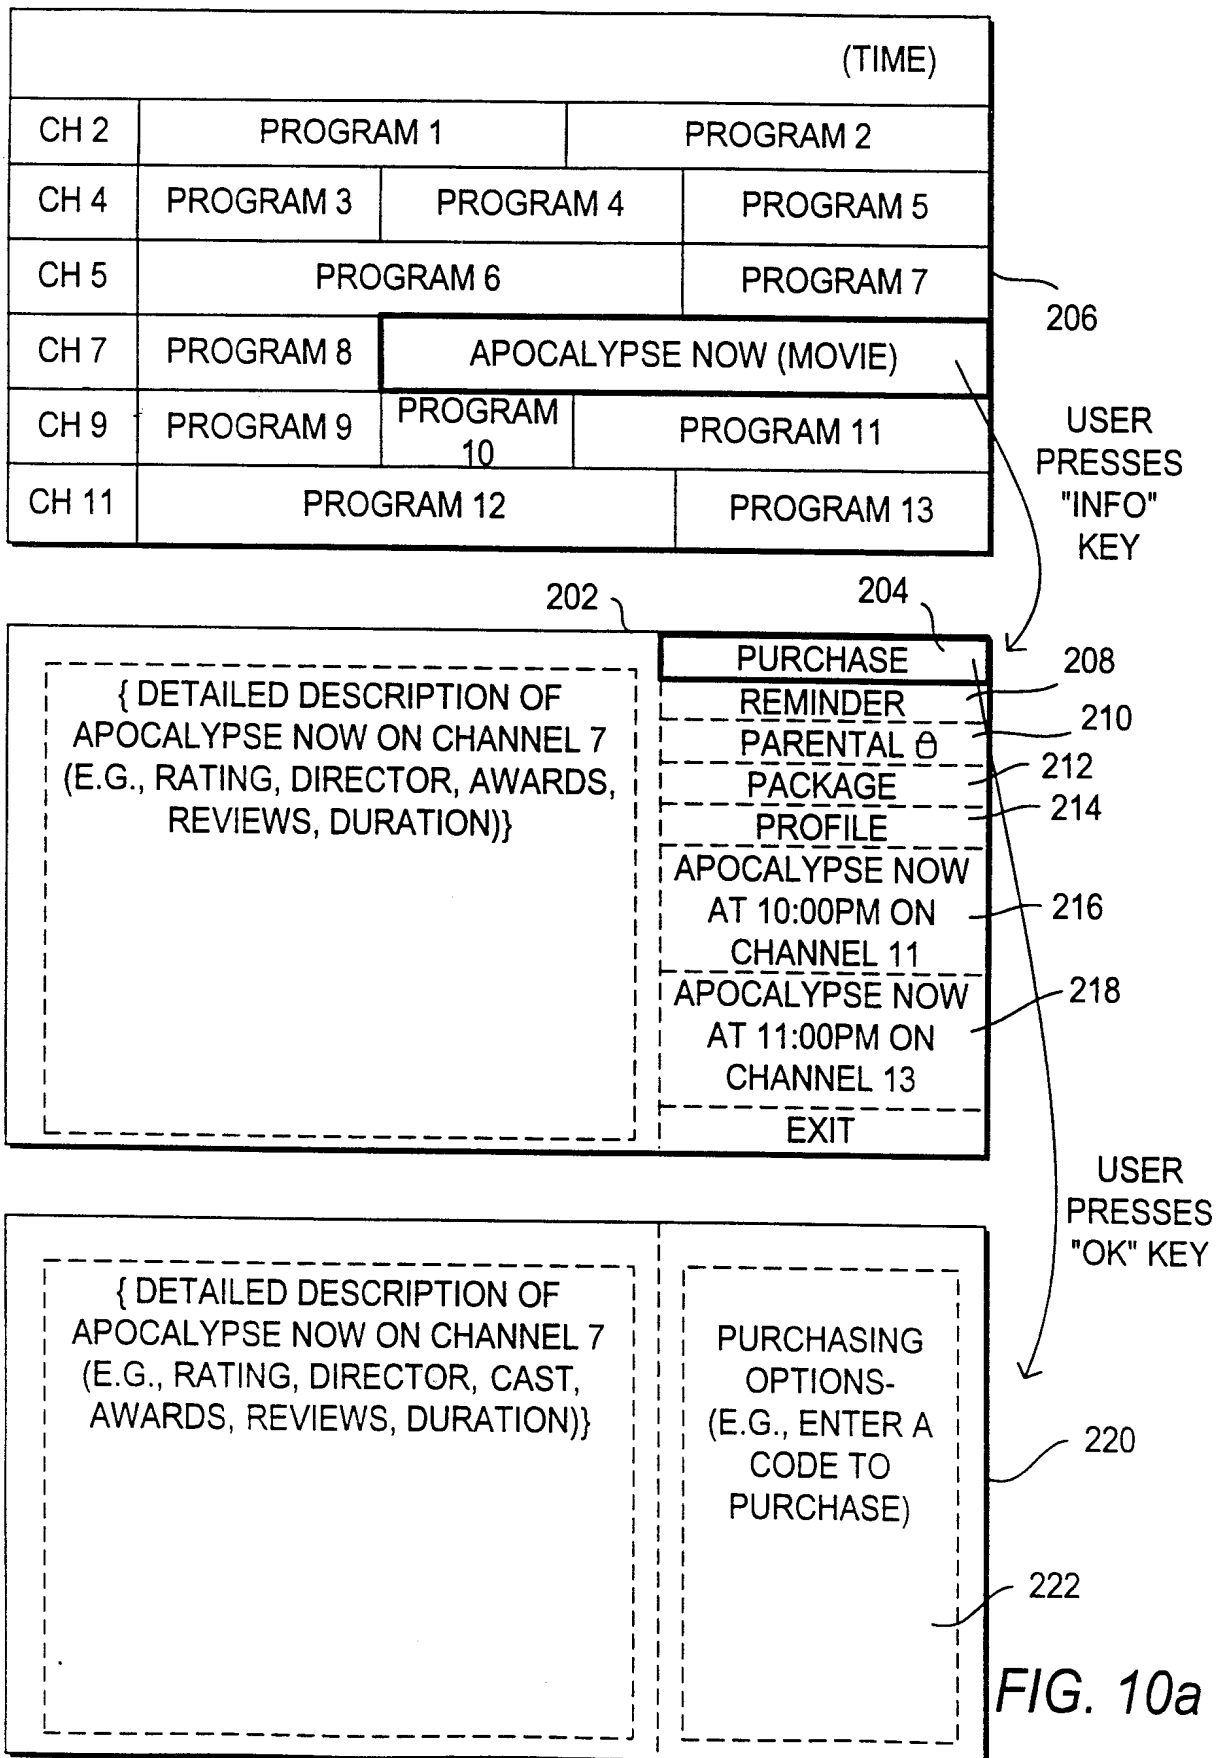 (TIME)
CH 2 PROGRAM 1 PROGRAM 2
CH 4 PROGRAM 3 PROGRAM 4 PROGRAM 5
CH 5 PROGRAM 6 PROGRAM 7
206
CH 7 PROGRAM 8 APOCALYPSE NOW (MOVIE)
CH 9 PROGRAM 9 PROGRAM
10 PROGRAM 11
CH 11 PROGRAM 12 PROGRAM 13
USER
PRESSES
"INFO"
KEY
202
204
{ DETAILED DESCRIPTION OF
APOCALYPSE NOW ON CHANNEL 7
(E.G., RATING, DIRECTOR, AWARDS,
REVIEWS, DURATION)}
PURCHASE
REMINDER
208
PARENTAL
210
PACKAGE
212
PROFILE
214
APOCALYPSE NOW
AT 10:00PM ON
CHANNEL 11
216
APOCALYPSE NOW
AT 11:00PM ON
CHANNEL 13
218
EXIT
USER
PRESSES
"OK" KEY
{ DETAILED DESCRIPTION OF
APOCALYPSE NOW ON CHANNEL 7
(E.G., RATING, DIRECTOR, CAST,
AWARDS, REVIEWS, DURATION)}
PURCHASING
OPTIONS-
(E.G., ENTER A
CODE TO
PURCHASE)
220
222
FIG. 10a